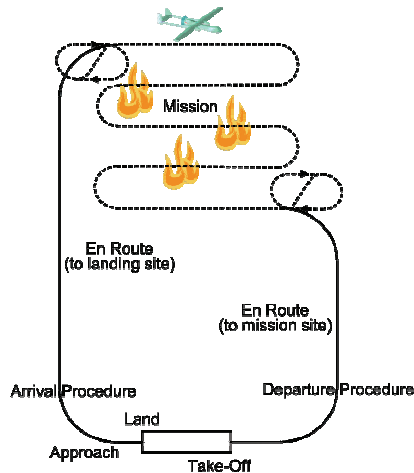 Mission
En Route
(to landing site)
En Route
(to mission site)
Arrival Procedure
Departure Procedure
Land
Approach
Take-Off